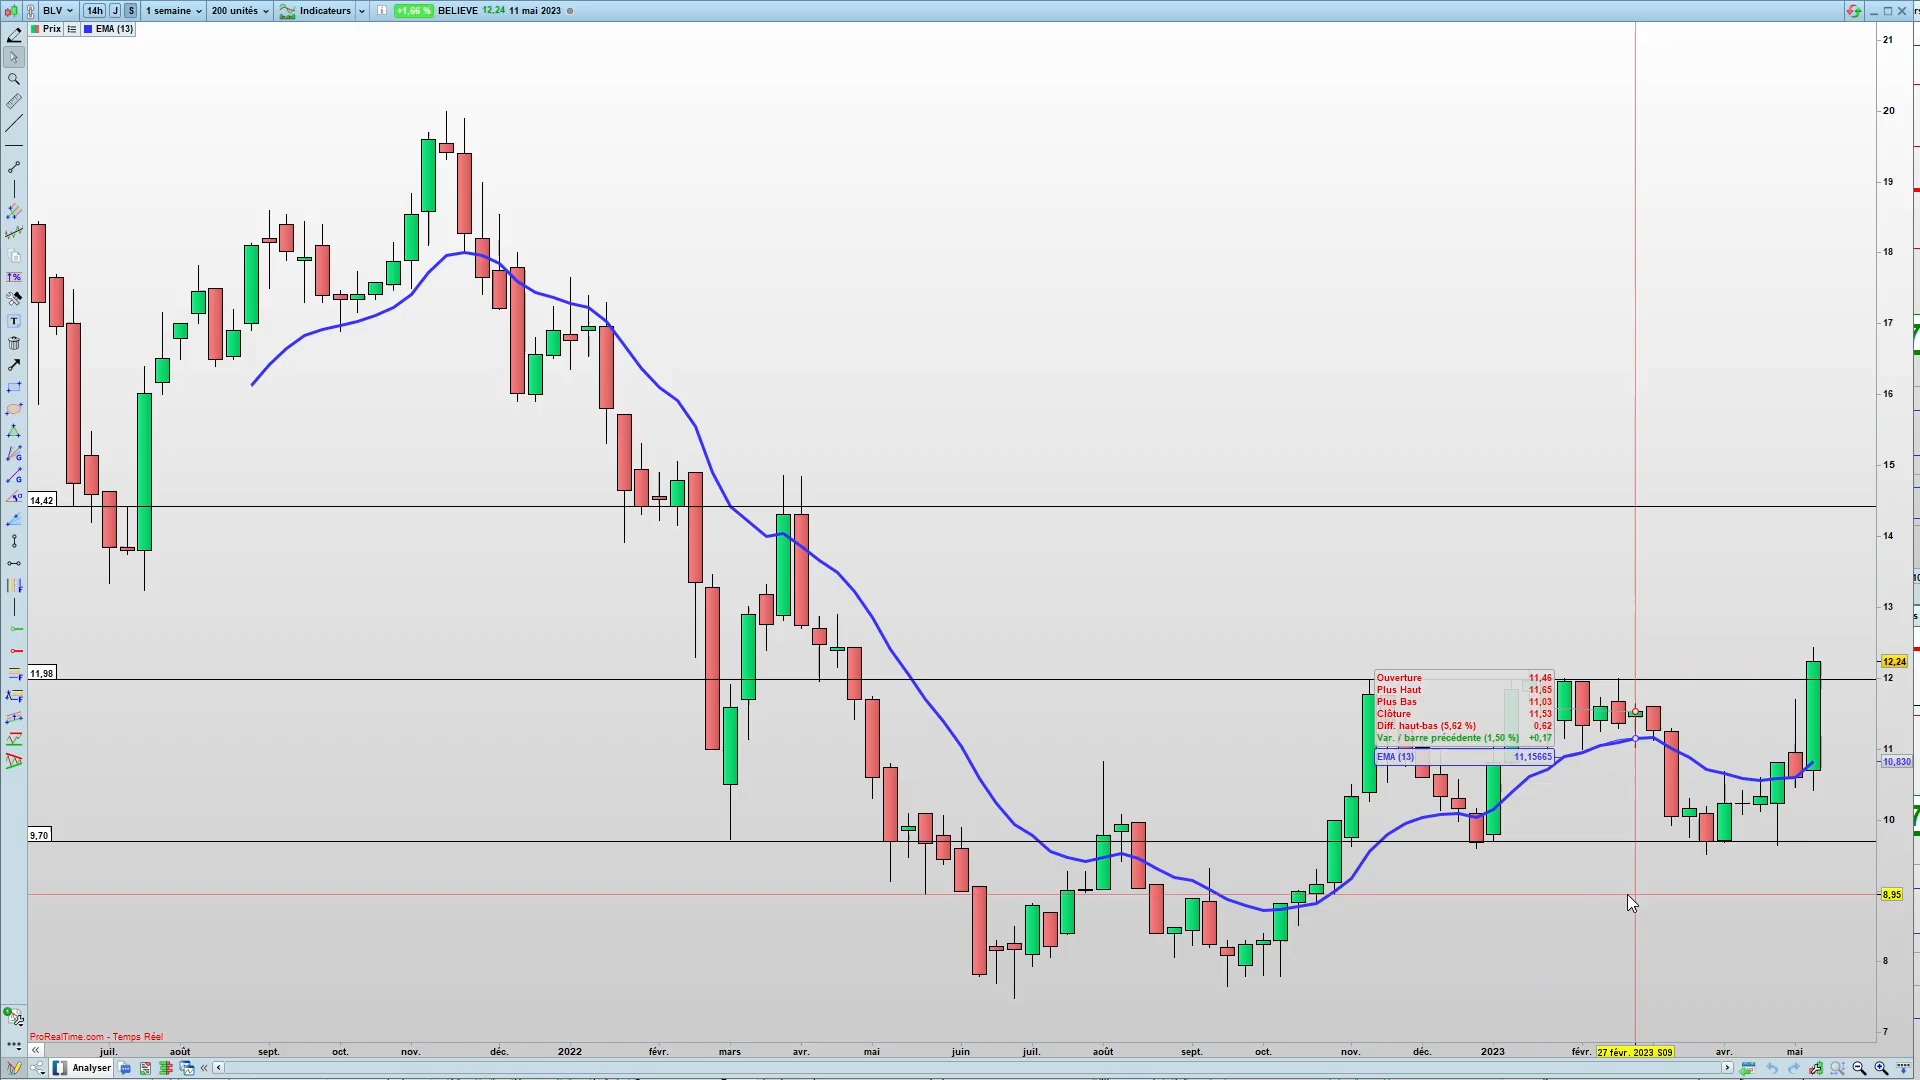 BLV 14h J S 1 semaine 200 unités Indicateurs +1,66 % BELIEVE 12,24 11 mai 2023
Prix EMA (13)
21
20
19
18
17
16
15
14,42
14
13
12,24
11,98
12
Ouverture 11,46
Plus Haut 11,65
Plus Bas 11,03
Clôture 11,53
Diff. haut-bas (5,62 %) 0,62
Var. / barre précédente (1,50 %) +0,17
EMA (13) 11,15665
11
10,830
10
9,70
8,95
8
7
ProRealTime.com - Temps Réel
juil. août sept. oct. nov. déc. 2022 févr. mars avr. mai juin juil. août sept. oct. nov. déc. 2023 févr. 27 févr. 2023 S09 avr. mai
Analyser